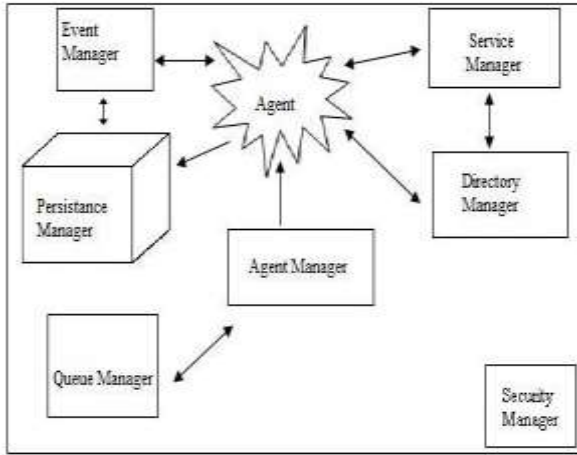 Event
Manager
Service
Manager
Agent
Persistance
Manager
Directory
Manager
Agent Manager
Queue Manager
Security
Manager